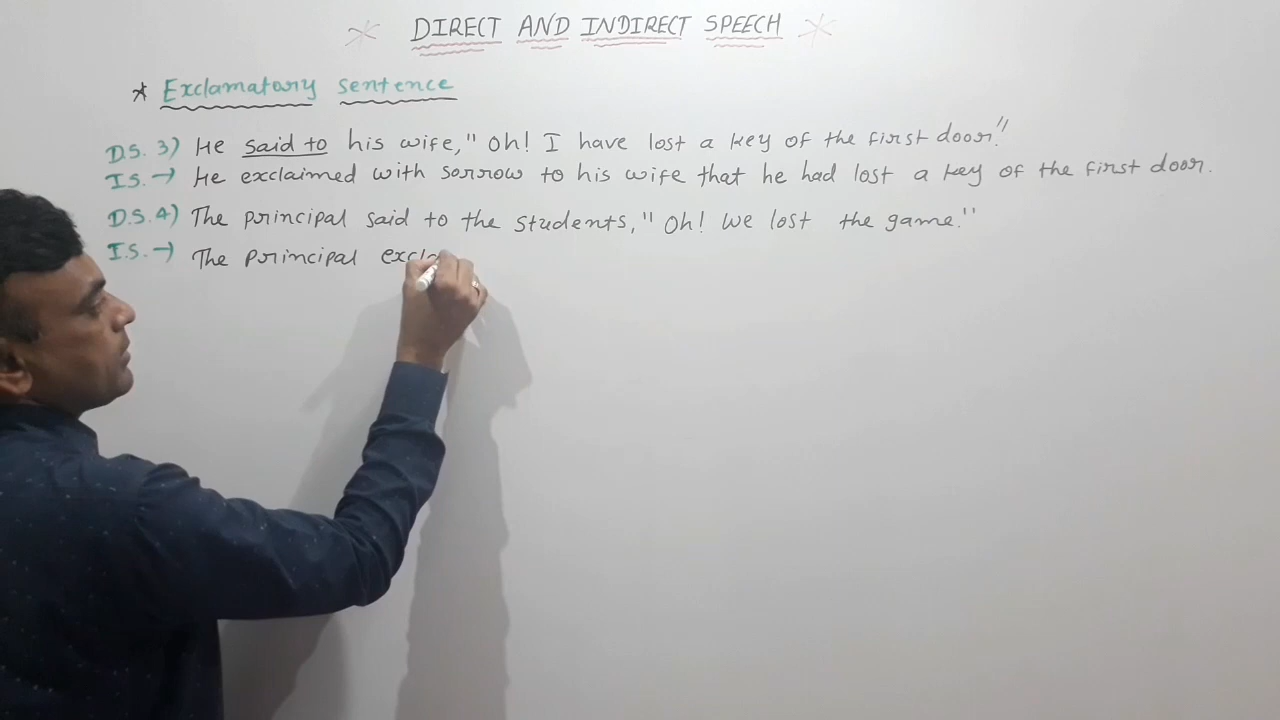 DIRECT AND INDIRECT SPEECH
* Exclamatory sentence
D.S. 3) He said to his wife," Oh! I have lost a key of the first door."
I.S. → He exclaimed with sorrow to his wife that he had lost a key of the first door.
D.S. 4) The principal said to the students," Oh! We lost the game."
I.S. → The principal excla